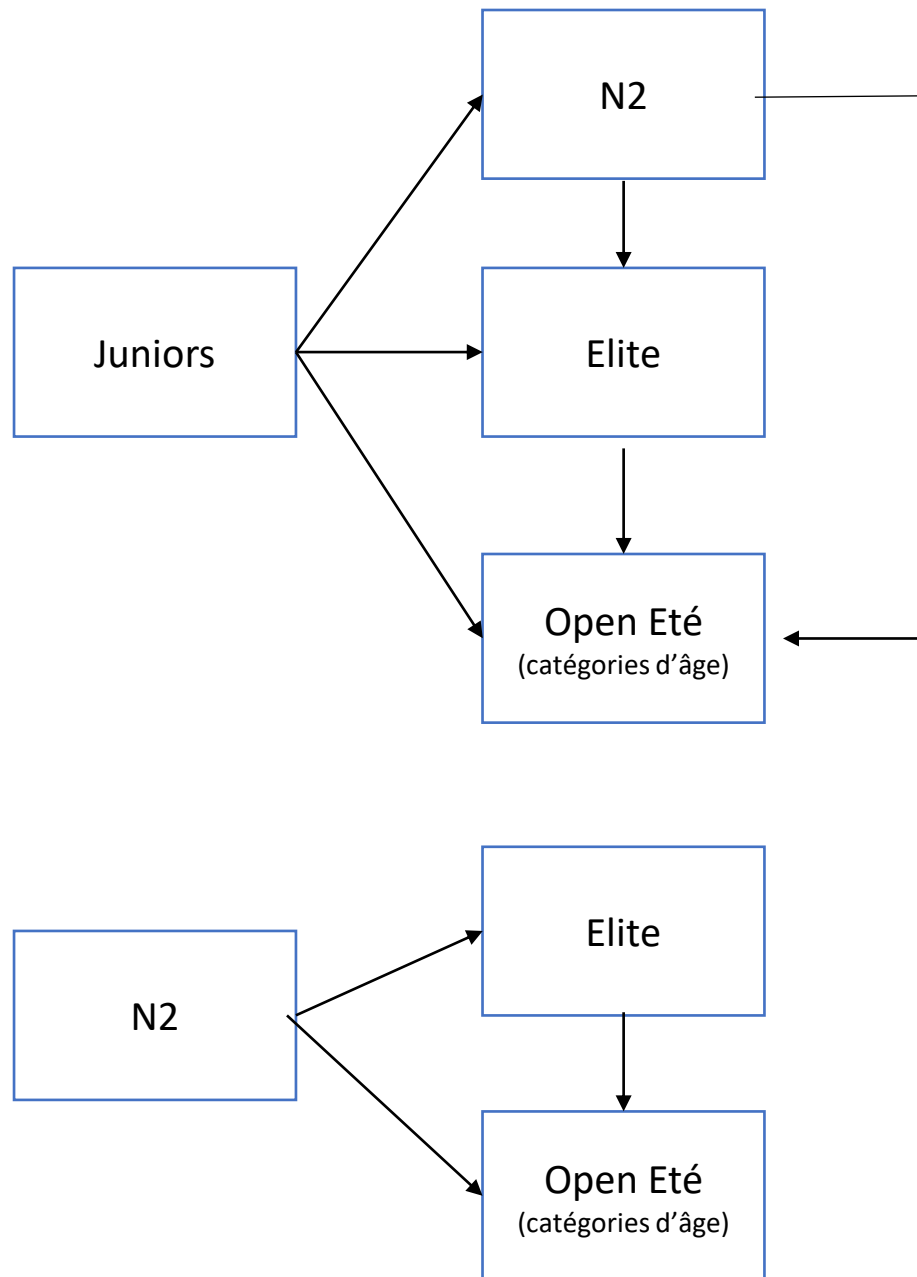 N2
Juniors
Elite
Open Eté
(catégories d’âge)
Elite
N2
Open Eté
(catégories d’âge)